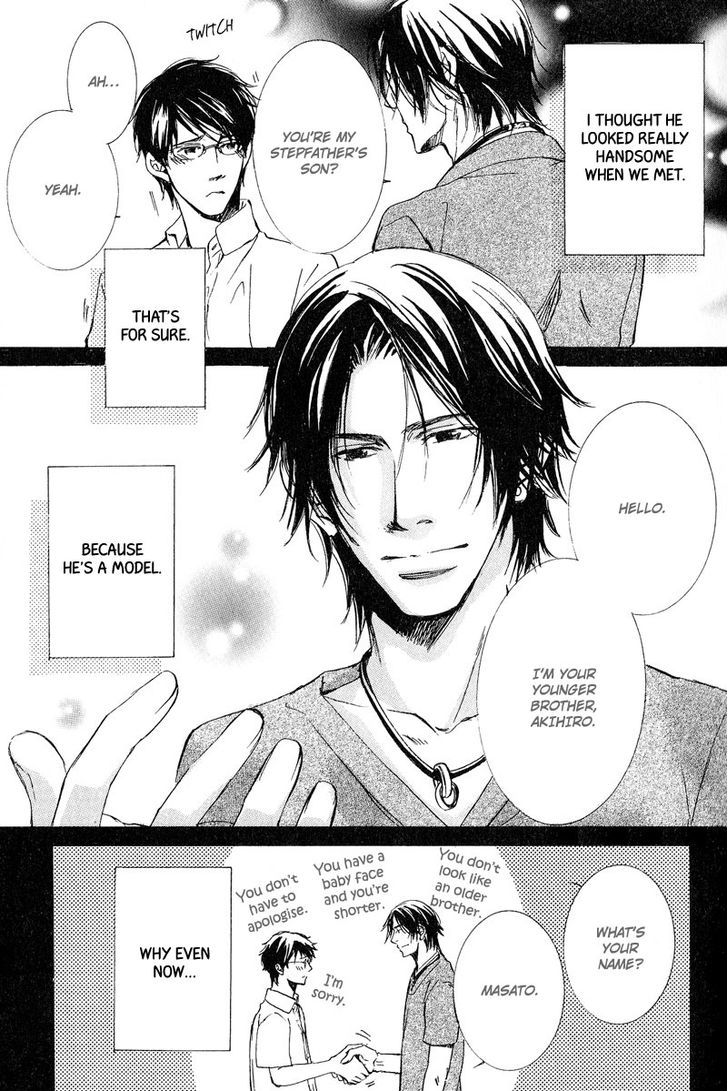 I THOUGHT HE
LOOKED REALLY
HANDSOME
WHEN WE MET.
YOU'RE MY
STEPFATHER'S
SON?
TWITCH
AH...
YEAH.
THAT'S
FOR SURE.
HELLO.
I'M YOUR
YOUNGER
BROTHER,
AKIHIRO.
BECAUSE
HE'S A MODEL.
WHAT'S
YOUR
NAME?
MASATO.
You don't
look like
an older
brother.
You have a
baby face
and you're
shorter.
I'm
sorry.
You don't
have to
apologise.
WHY EVEN
NOW...